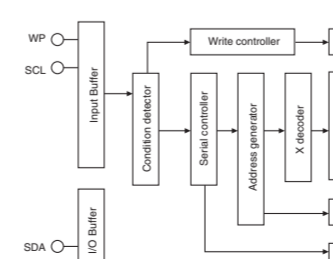 WP
SCL
Input Buffer
Condition detector
Write controller
Serial controller
Address generator
X decoder
SDA
I/O Buffer